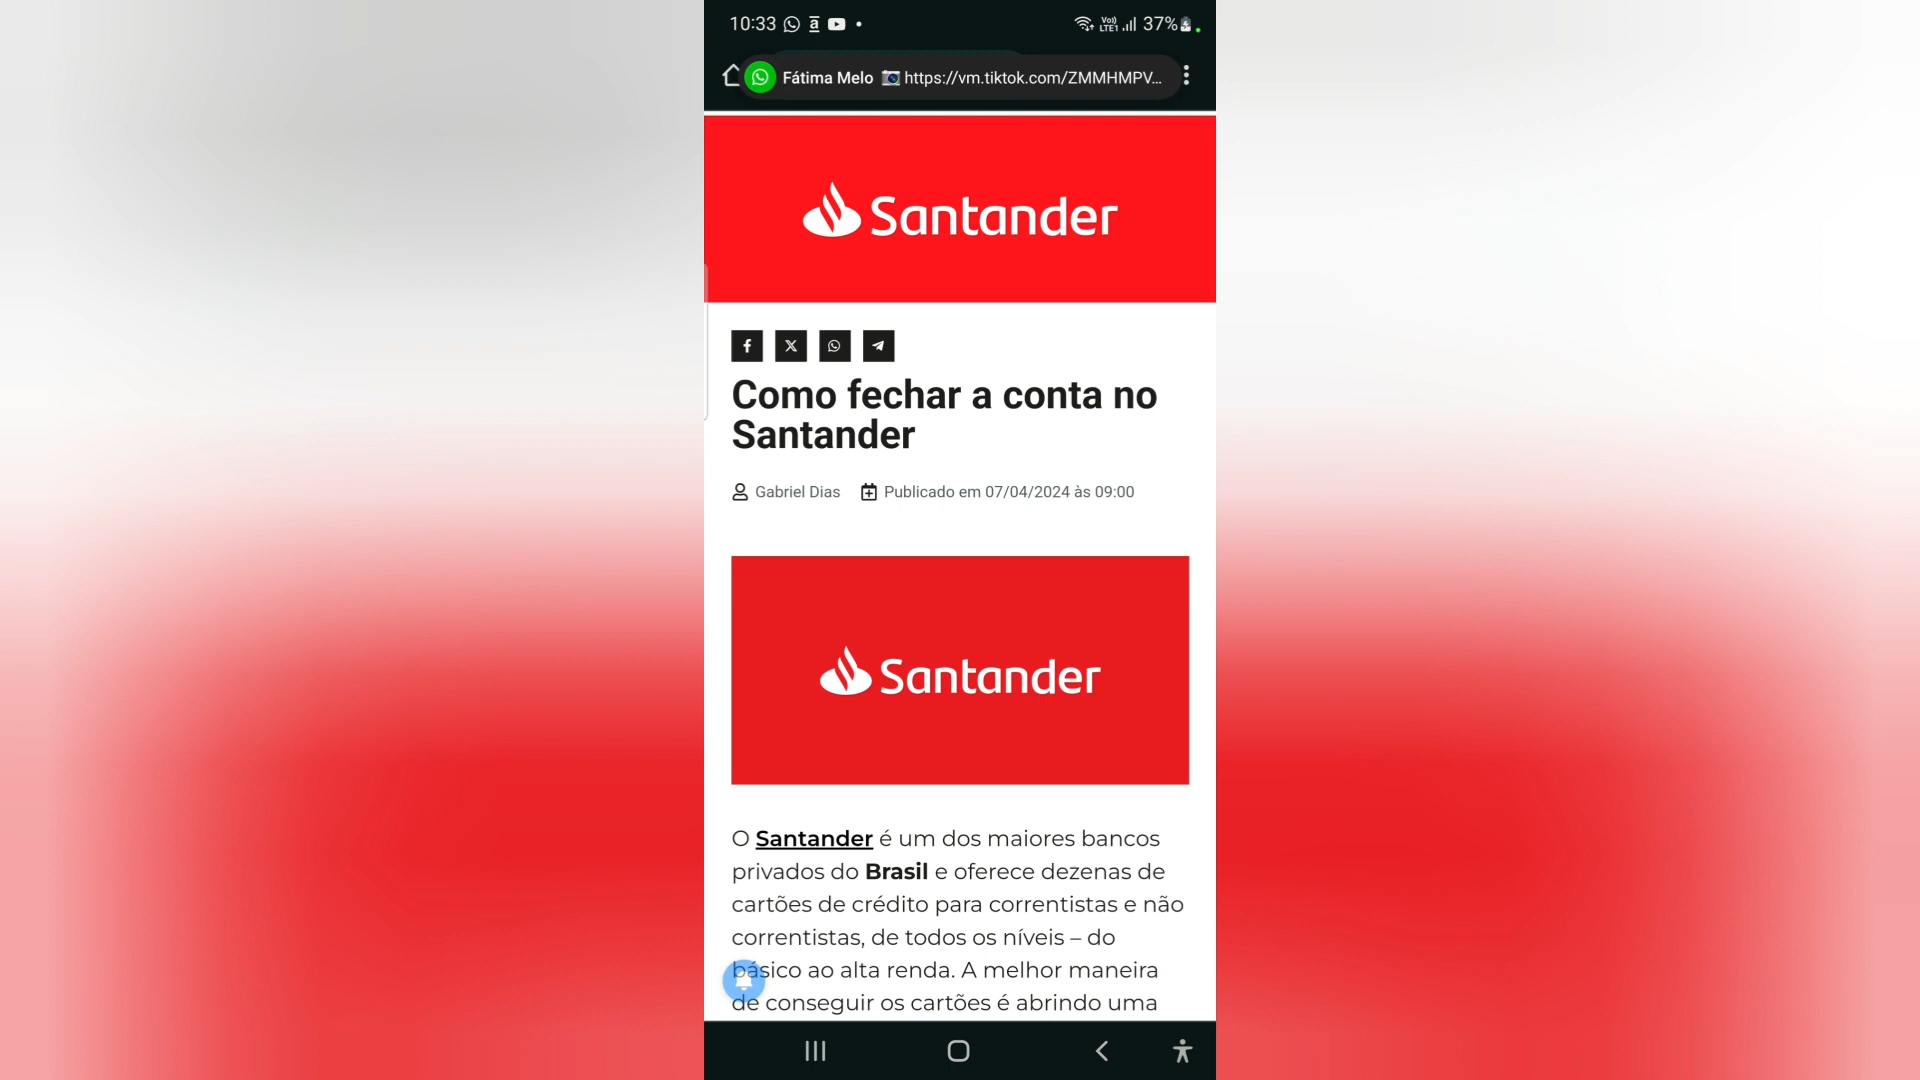 10:33
Vo))
LTE1
37%
Fátima Melo 📷 https://vm.tiktok.com/ZMMHMPV...
Santander
Como fechar a conta no
Santander
Gabriel Dias
Publicado em 07/04/2024 às 09:00
Santander
O Santander é um dos maiores bancos
privados do Brasil e oferece dezenas de
cartões de crédito para correntistas e não
correntistas, de todos os níveis – do
básico ao alta renda. A melhor maneira
de conseguir os cartões é abrindo uma